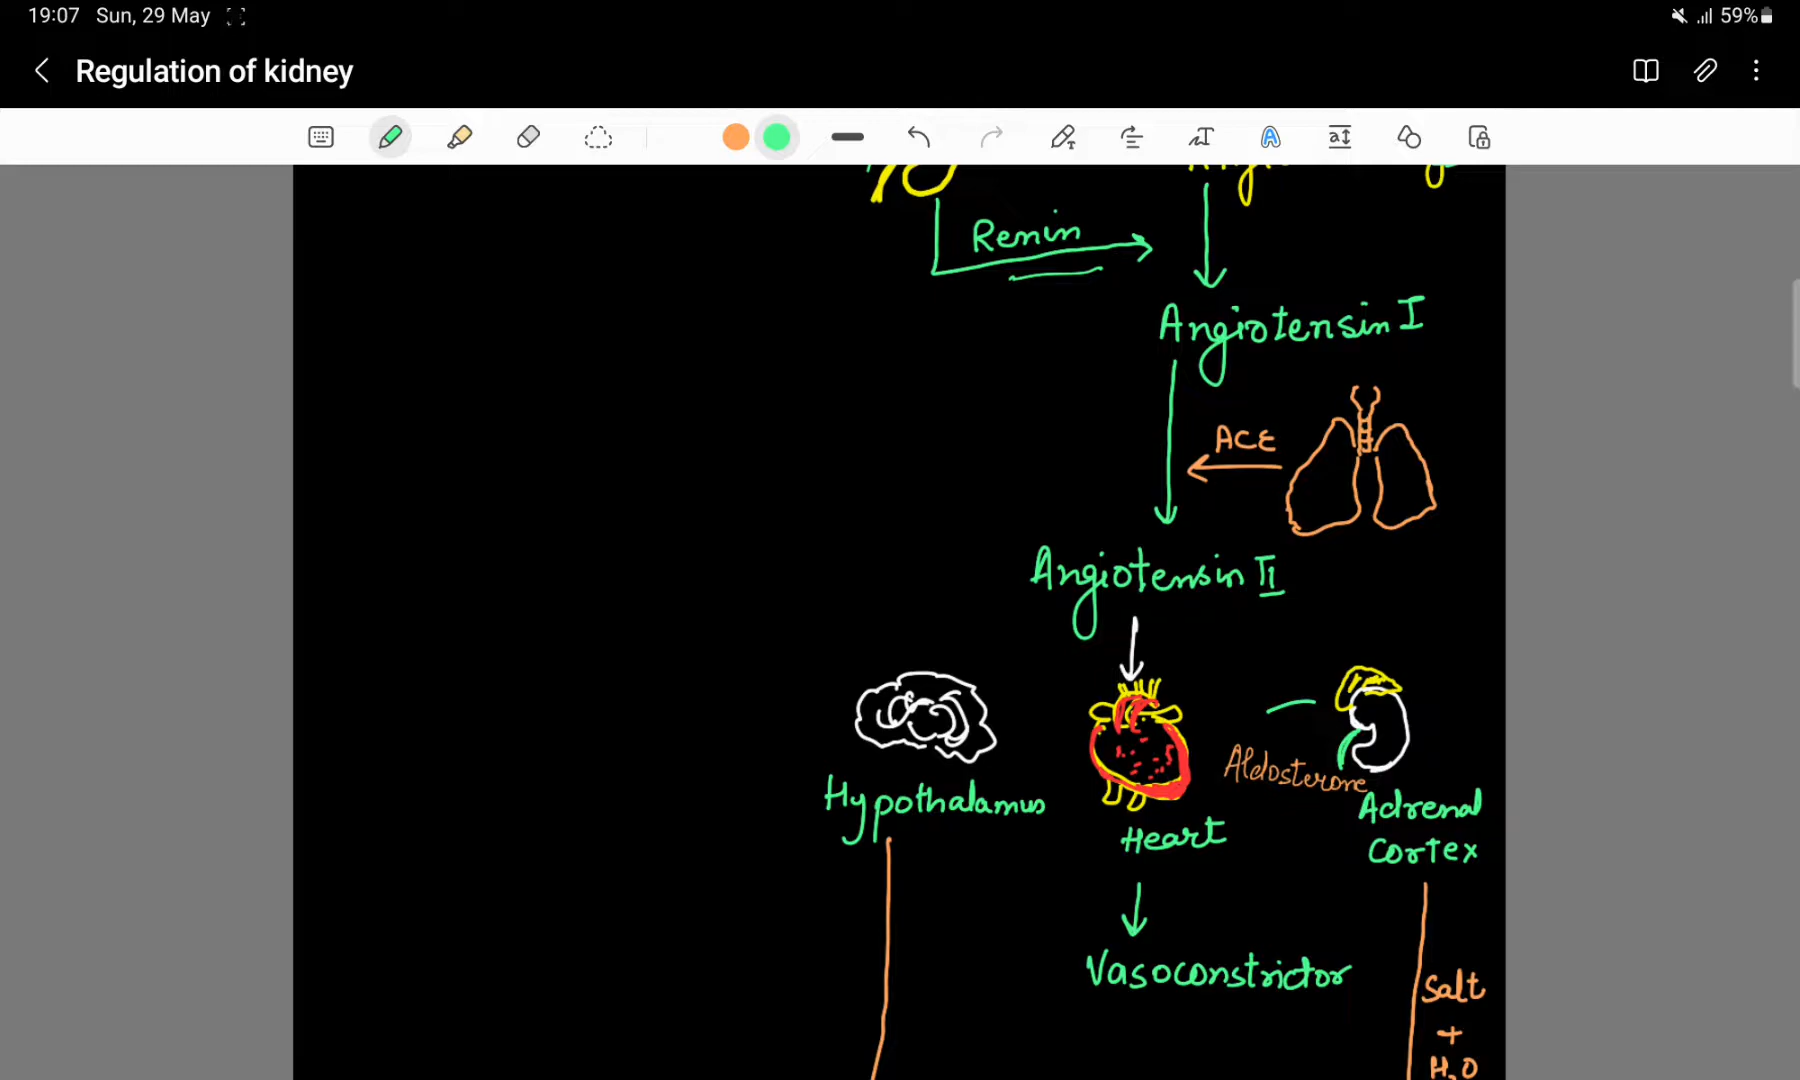 19:07 Sun, 29 May
59%
Regulation of kidney
Renin
Angiotensin I
ACE
Angiotensin II
Hypothalamus
Heart
Aldosterone
Adrenal
Cortex
Vasoconstrictor
Salt
+
H₂O